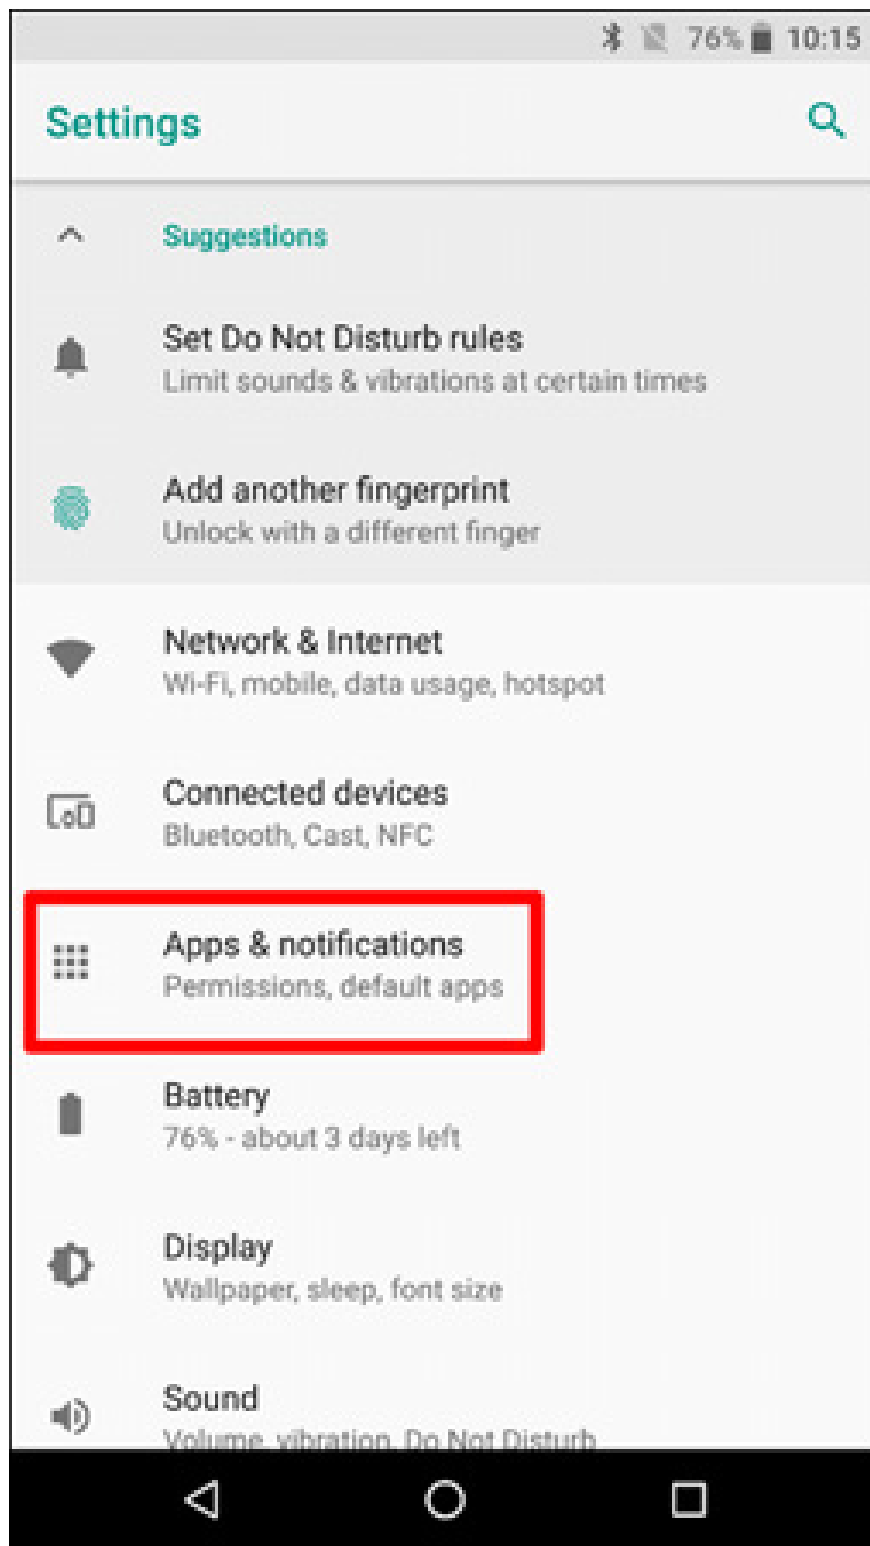 76% 10:15
Settings
Suggestions
Set Do Not Disturb rules
Limit sounds & vibrations at certain times
Add another fingerprint
Unlock with a different finger
Network & Internet
Wi-Fi, mobile, data usage, hotspot
Connected devices
Bluetooth, Cast, NFC
Apps & notifications
Permissions, default apps
Battery
76% - about 3 days left
Display
Wallpaper, sleep, font size
Sound
Volume, vibration, Do Not Disturb